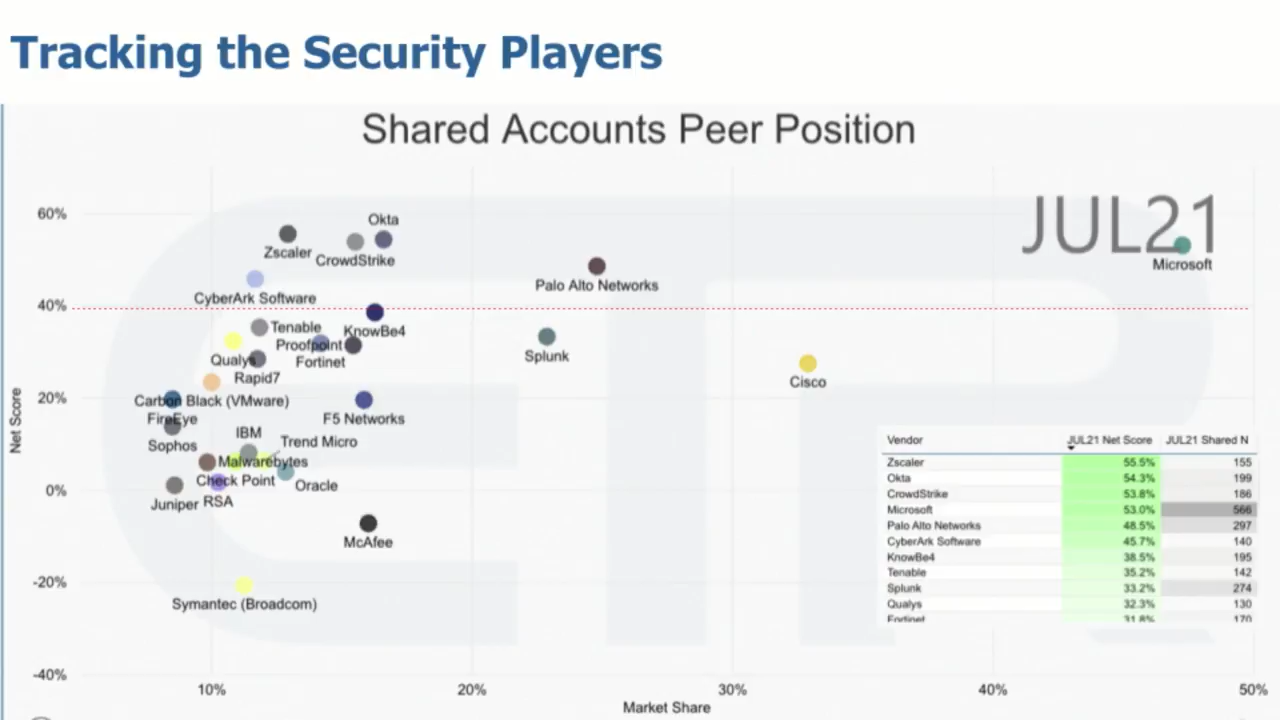 Tracking the Security Players
Shared Accounts Peer Position
JUL21
60%
40%
20%
0%
-20%
-40%
Net Score
Okta
Zscaler
CrowdStrike
Microsoft
Palo Alto Networks
CyberArk Software
Tenable
KnowBe4
Proofpoint
Splunk
Qualys
Fortinet
Rapid7
Cisco
Carbon Black (VMware)
FireEye
F5 Networks
IBM
Sophos
Trend Micro
Malwarebytes
Check Point
Oracle
Juniper
RSA
McAfee
Symantec (Broadcom)
Vendor JUL21 Net Score JUL21 Shared N
Zscaler 55.5% 155
Okta 54.3% 199
CrowdStrike 53.8% 186
Microsoft 53.0% 566
Palo Alto Networks 48.5% 297
CyberArk Software 45.7% 140
KnowBe4 38.5% 195
Tenable 35.2% 142
Splunk 33.2% 274
Qualys 32.3% 130
Fortinet 31.8% 170
10% 20% 30% 40% 50%
Market Share
ETR